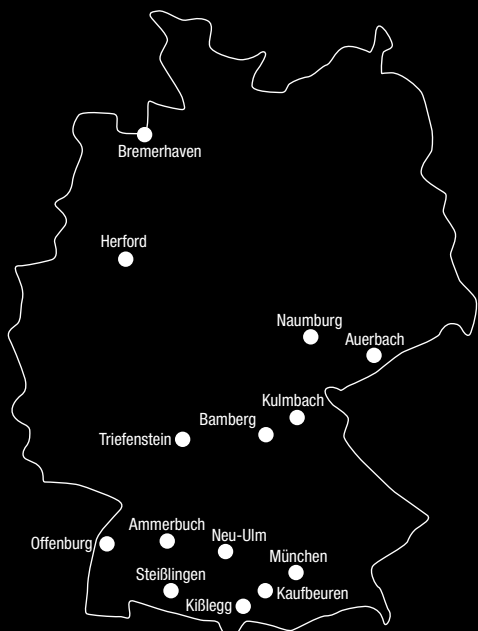 Bremerhaven
Herford
Naumburg
Auerbach
Kulmbach
Bamberg
Triefenstein
Ammerbuch
Offenburg
Neu-Ulm
München
Steißlingen
Kaufbeuren
Kißlegg